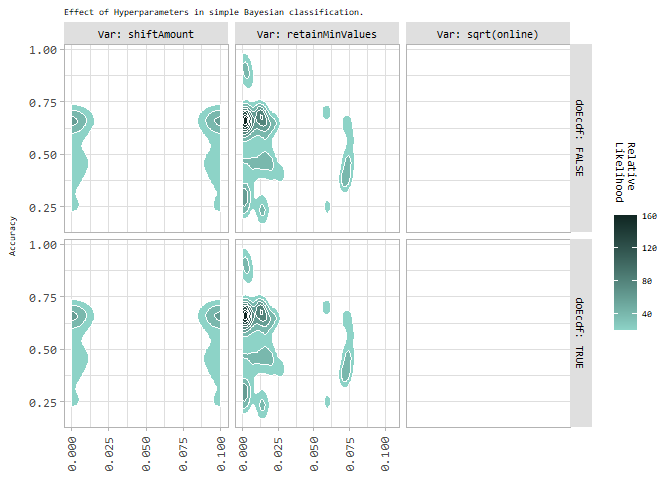 Effect of Hyperparameters in simple Bayesian classification.
Var: shiftAmount
Var: retainMinValues
Var: sqrt(online)
1.00
0.75
0.50
0.25
doEcdf: FALSE
1.00
0.75
0.50
0.25
doEcdf: TRUE
Accuracy
0.000
0.025
0.050
0.075
0.100
0.000
0.025
0.050
0.075
0.100
Relative
Likelihood
160
120
80
40